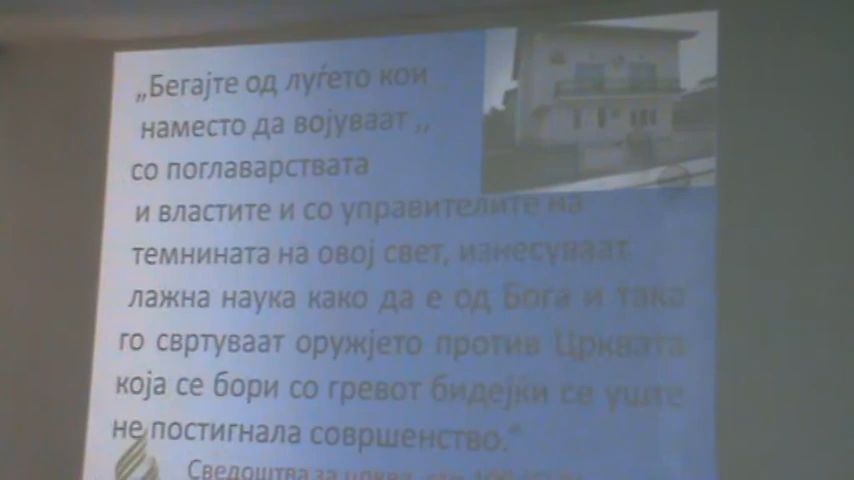 „Бегајте од луѓето кои
наместо да војуваат ,,
со поглаварствата
и властите и со управителите на
темнината на овој свет, изнесуваат
лажна наука како да е од Бога и така
го свртуваат оружјето против Црквата
која се бори со гревот бидејки се уште
не постигнала совршенство.“
Сведоштва за црква